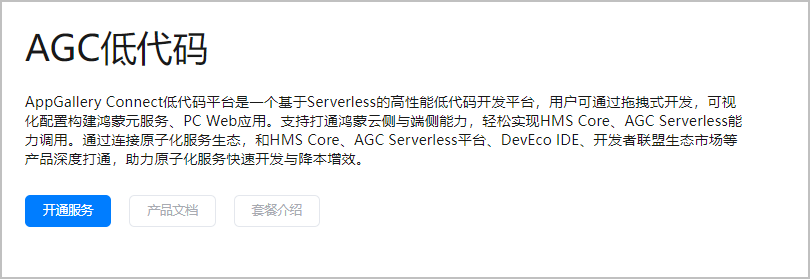 AGC低代码
AppGallery Connect低代码平台是一个基于Serverless的高性能低代码开发平台，用户可通过拖拽式开发，可视
化配置构建鸿蒙元服务、PC Web应用。支持打通鸿蒙云侧与端侧能力，轻松实现HMS Core、AGC Serverless能
力调用。通过连接原子化服务生态，和HMS Core、AGC Serverless平台、DevEco IDE、开发者联盟生态市场等
产品深度打通，助力原子化服务快速开发与降本增效。
开通服务 产品文档 套餐介绍